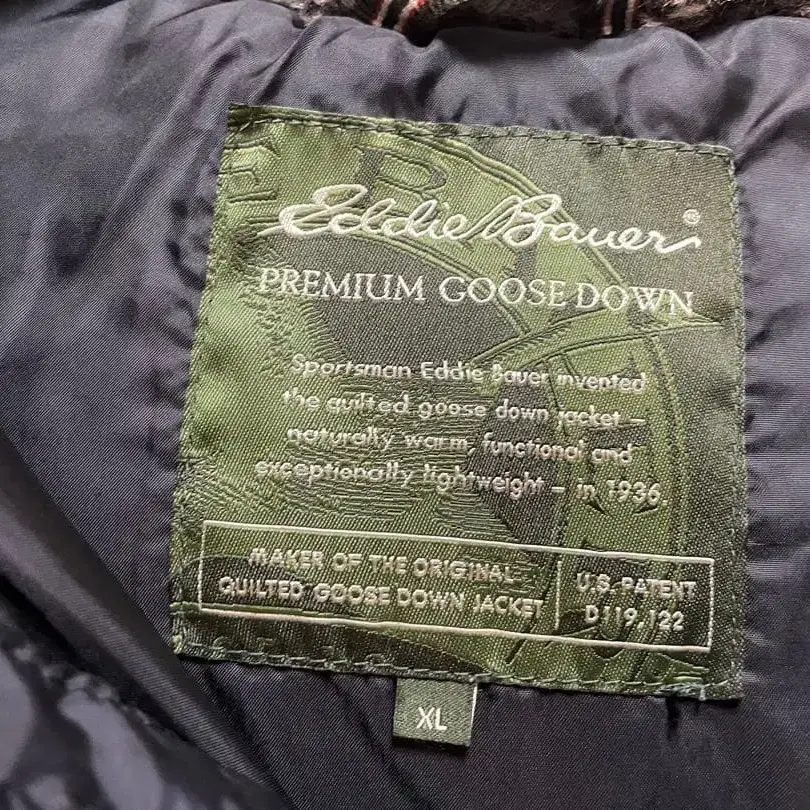 Eddie Bauer®
PREMIUM GOOSE DOWN
Sportsman Eddie Bauer invented
the quilted goose down jacket –
naturally warm, functional and
exceptionally lightweight – in 1936.
MAKER OF THE ORIGINAL
QUILTED GOOSE DOWN JACKET
U.S. PATENT
D119,122
XL